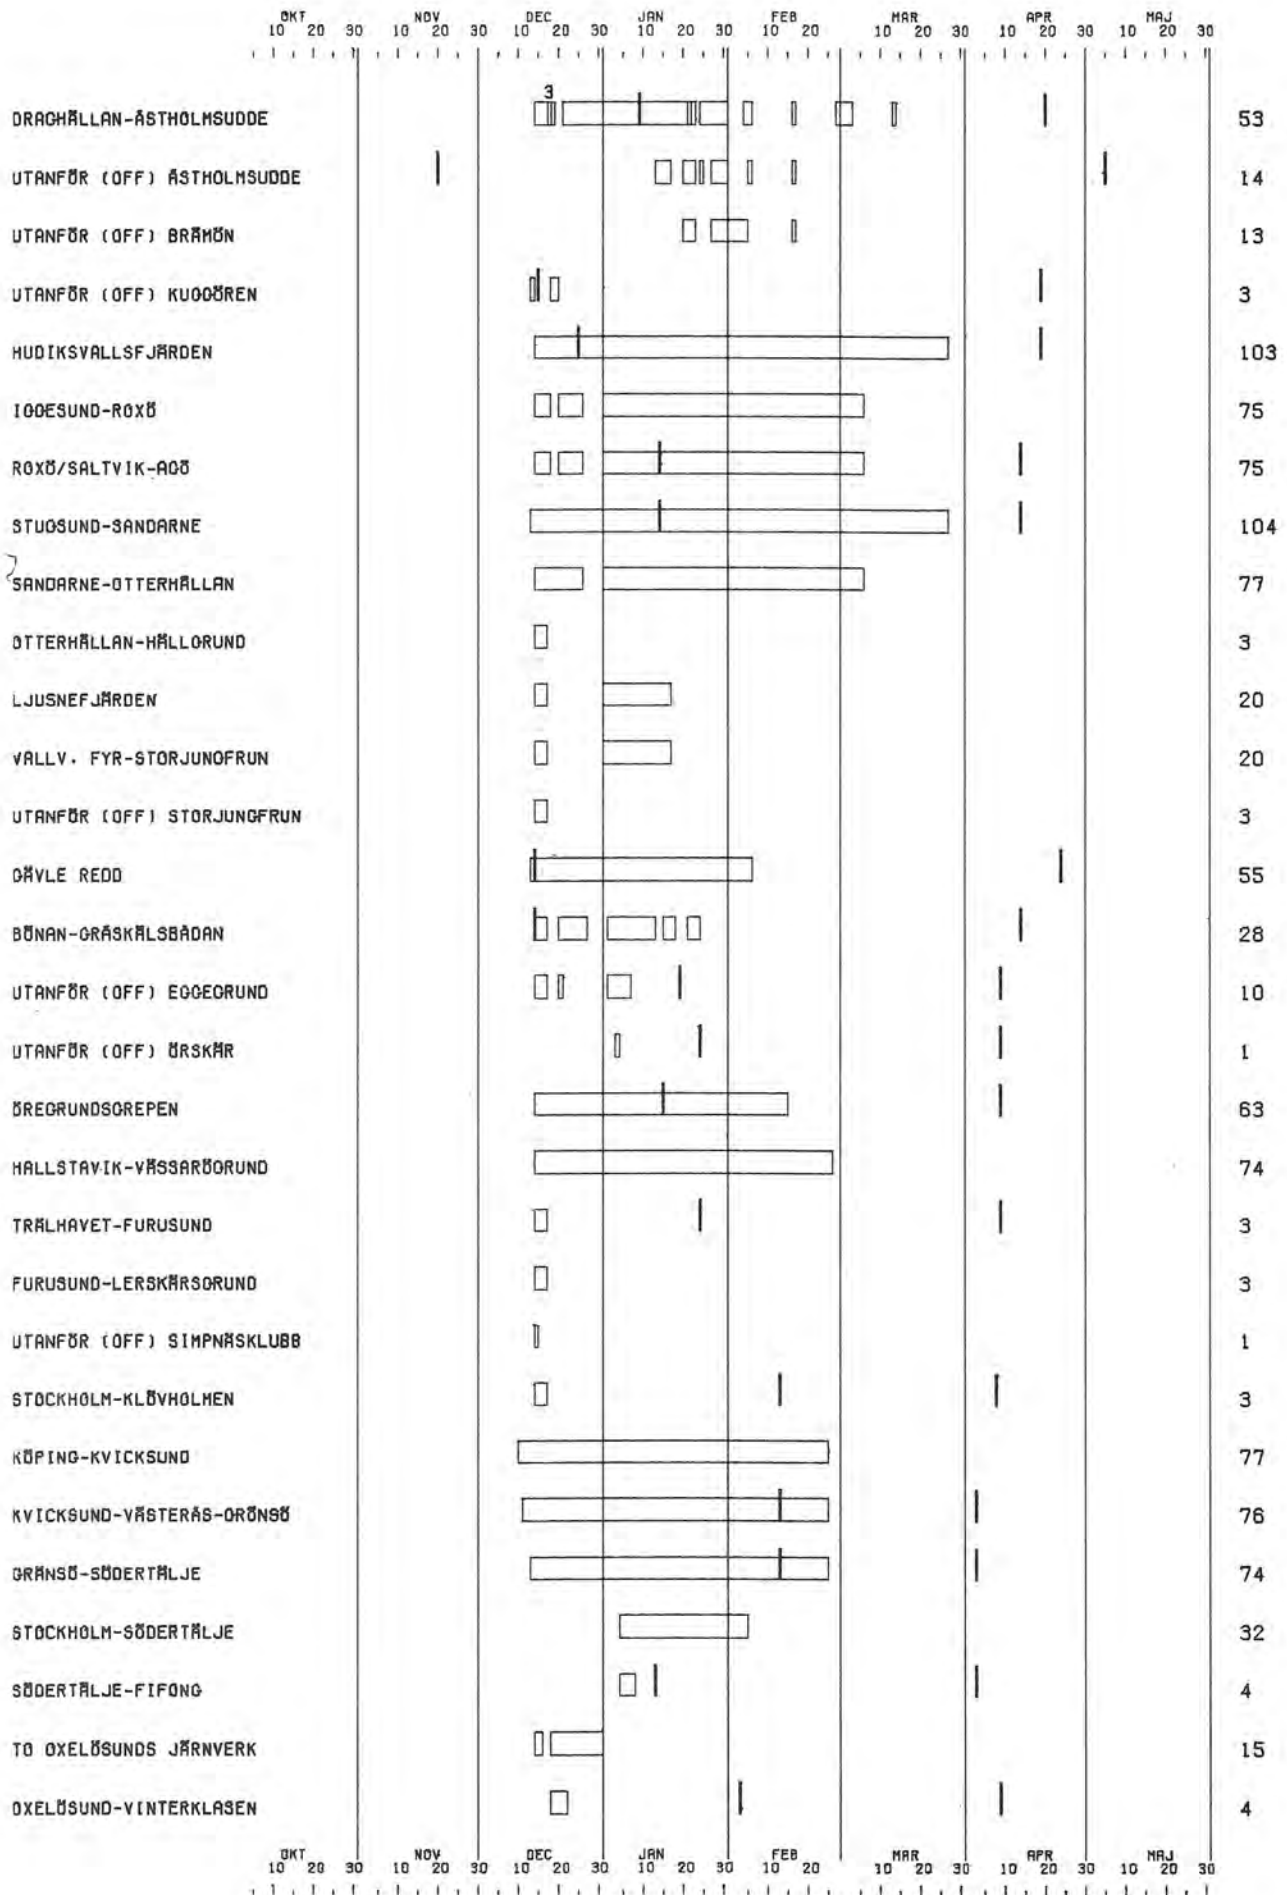 OKT NOV DEC JAN FEB MAR APR MAJ
10 20 30 10 20 30 10 20 30 10 20 30 10 20 10 20 30 10 20 30 10 20 30
3
DRAGHÄLLAN-ÅSTHOLMSUDDE 53
UTANFÖR (OFF) ÅSTHOLMSUDDE 14
UTANFÖR (OFF) BRÄMÖN 13
UTANFÖR (OFF) KUGGÖREN 3
HUDIKSVALLSFJÄRDEN 103
IGGESUND-ROXÖ 75
ROXÖ/SALTVIK-AGÖ 75
STUGSUND-SANDARNE 104
SANDARNE-OTTERHÄLLAN 77
OTTERHÄLLAN-HÄLLGRUND 3
LJUSNEFJÄRDEN 20
VALLV. FYR-STORJUNGFRUN 20
UTANFÖR (OFF) STORJUNGFRUN 3
GÄVLE REDD 55
BÖNAN-GRÅSKÄLSBÅDAN 28
UTANFÖR (OFF) EGGEGRUND 10
UTANFÖR (OFF) ÖRSKÄR 1
ÖREGRUNDSGREPEN 63
HALLSTAVIK-VÄSSARÖGRUND 74
TRÄLHAVET-FURUSUND 3
FURUSUND-LERSKÄRSGRUND 3
UTANFÖR (OFF) SIMPNÄSKLUBB 1
STOCKHOLM-KLÖVHOLMEN 3
KÖPING-KVICKSUND 77
KVICKSUND-VÄSTERÅS-GRÖNSÖ 76
GRÄNSÖ-SÖDERTÄLJE 74
STOCKHOLM-SÖDERTÄLJE 32
SÖDERTÄLJE-FIFONG 4
TO OXELÖSUNDS JÄRNVERK 15
OXELÖSUND-VINTERKLASEN 4
OKT NOV DEC JAN FEB MAR APR MAJ
10 20 30 10 20 30 10 20 30 10 20 30 10 20 10 20 30 10 20 30 10 20 30